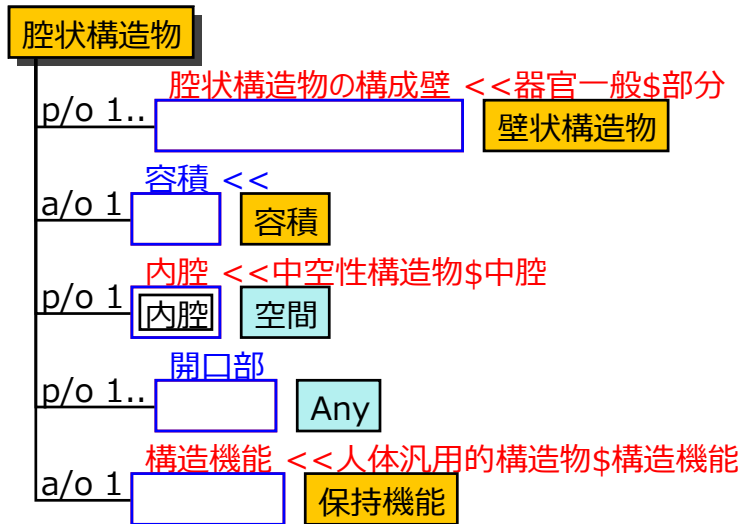 腔状構造物
腔状構造物の構成壁 <<器官一般$部分
p/o 1..
壁状構造物
容積 <<
a/o 1
容積
内腔 <<中空性構造物$中腔
p/o 1
内腔
空間
開口部
p/o 1..
Any
構造機能 <<人体汎用的構造物$構造機能
a/o 1
保持機能